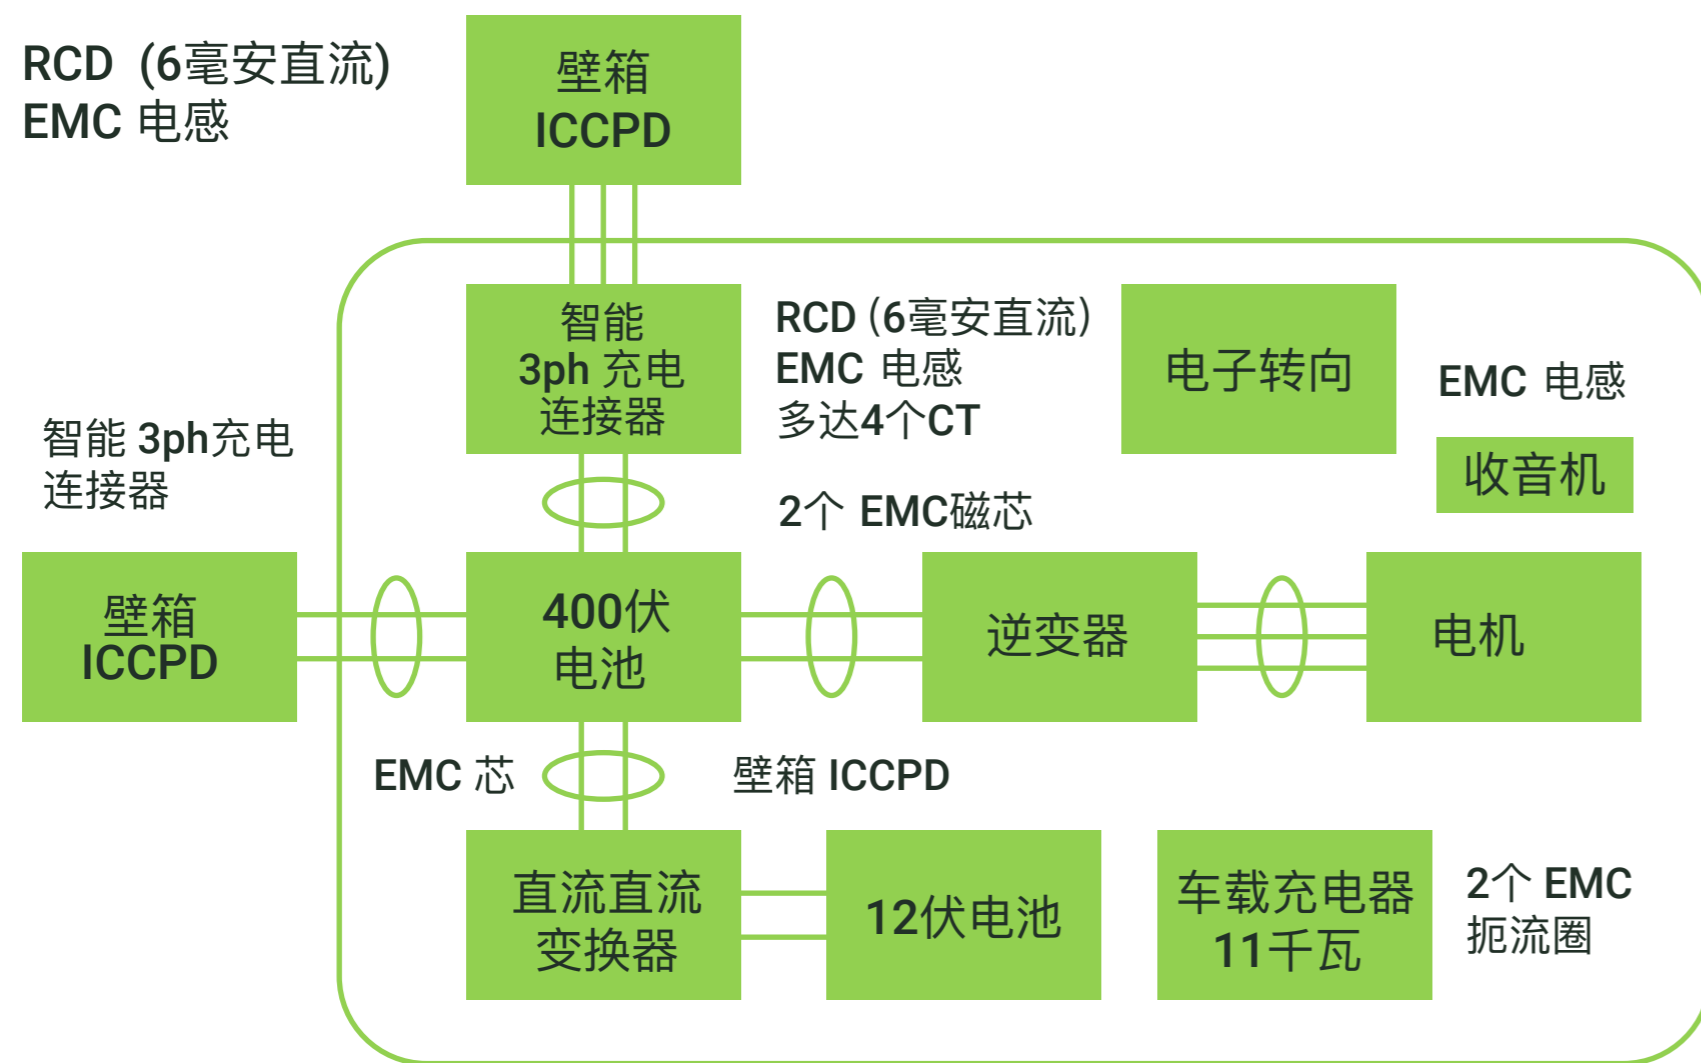 RCD (6毫安直流)
EMC 电感
壁箱
ICCPD
智能
3ph 充电
连接器
RCD (6毫安直流)
EMC 电感
多达4个CT
电子转向
EMC 电感
收音机
智能 3ph充电
连接器
2个 EMC磁芯
壁箱
ICCPD
400伏
电池
逆变器
电机
EMC 芯
壁箱 ICCPD
直流直流
变换器
12伏电池
车载充电器
11千瓦
2个 EMC
扼流圈